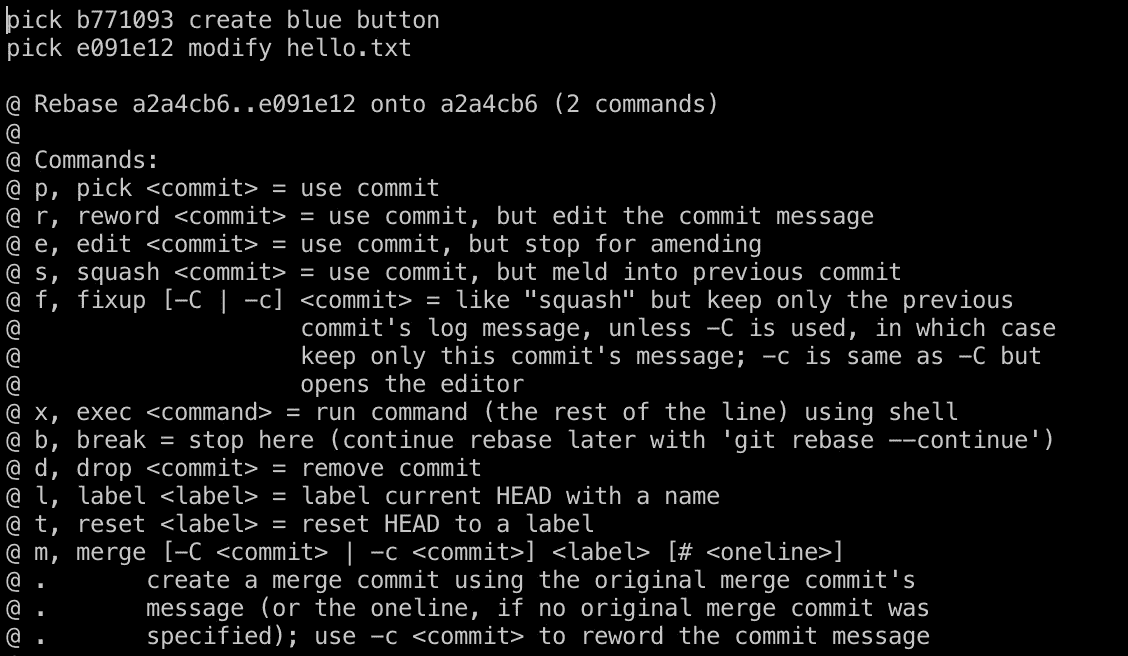 pick b771093 create blue button
pick e091e12 modify hello.txt

@ Rebase a2a4cb6..e091e12 onto a2a4cb6 (2 commands)
@
@ Commands:
@ p, pick <commit> = use commit
@ r, reword <commit> = use commit, but edit the commit message
@ e, edit <commit> = use commit, but stop for amending
@ s, squash <commit> = use commit, but meld into previous commit
@ f, fixup [-C | -c] <commit> = like "squash" but keep only the previous
@                    commit's log message, unless -C is used, in which case
@                    keep only this commit's message; -c is same as -C but
@                    opens the editor
@ x, exec <command> = run command (the rest of the line) using shell
@ b, break = stop here (continue rebase later with 'git rebase --continue')
@ d, drop <commit> = remove commit
@ l, label <label> = label current HEAD with a name
@ t, reset <label> = reset HEAD to a label
@ m, merge [-C <commit> | -c <commit>] <label> [# <oneline>]
@ .       create a merge commit using the original merge commit's
@ .       message (or the oneline, if no original merge commit was
@ .       specified); use -c <commit> to reword the commit message